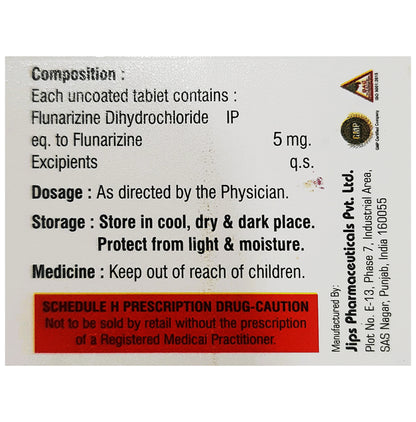 Composition :
Each uncoated tablet contains :
Flunarizine Dihydrochloride IP
eq. to Flunarizine 5 mg.
Excipients q.s.
Dosage : As directed by the Physician.
Storage : Store in cool, dry & dark place.
Protect from light & moisture.
Medicine : Keep out of reach of children.
SCHEDULE H PRESCRIPTION DRUG-CAUTION
Not to be sold by retail without the prescription
of a Registered Medical Practitioner.
GMP
Manufactured By:
Jips Pharmaceuticals Pvt. Ltd.
Plot No. E-13, Phase 7, Industrial Area,
SAS Nagar, Punjab, India 160055